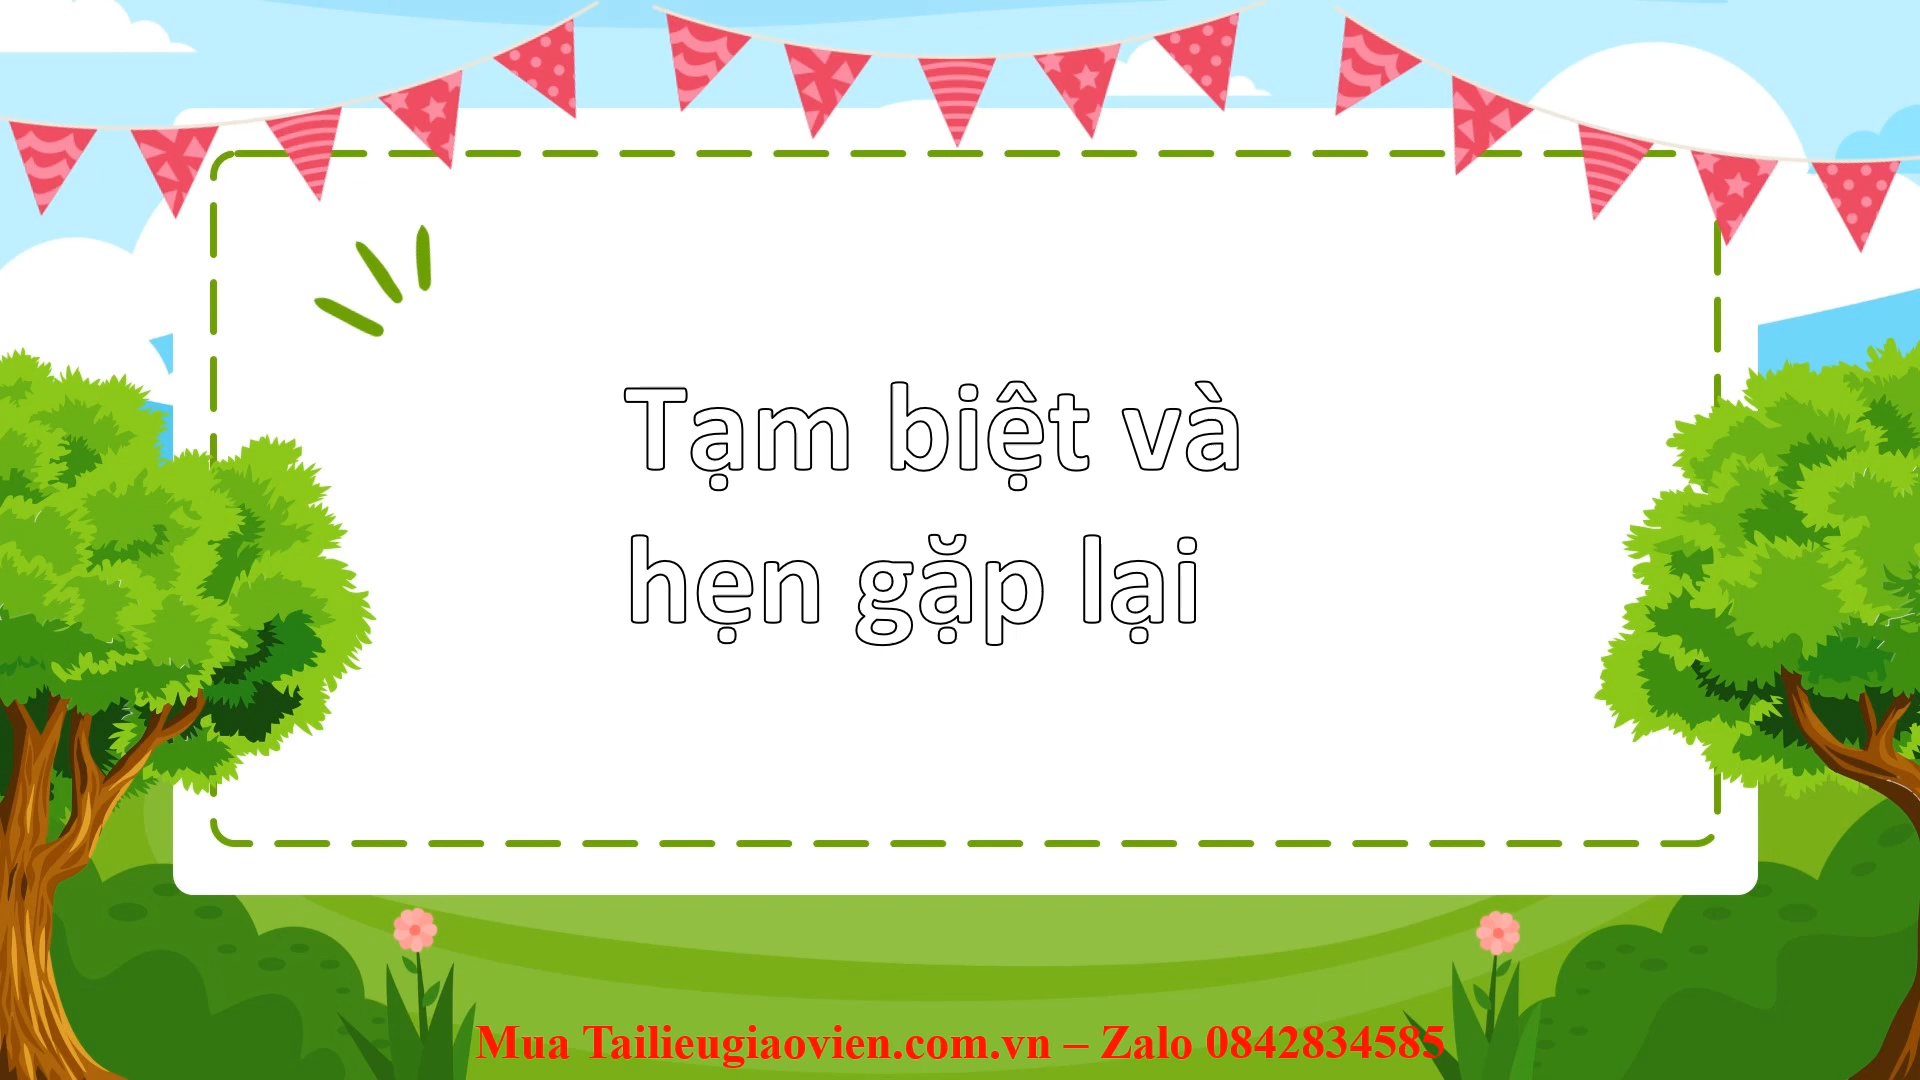 Tạm biệt và
hẹn gặp lại
Mua Tailieugiaovien.com.vn – Zalo 0842834585